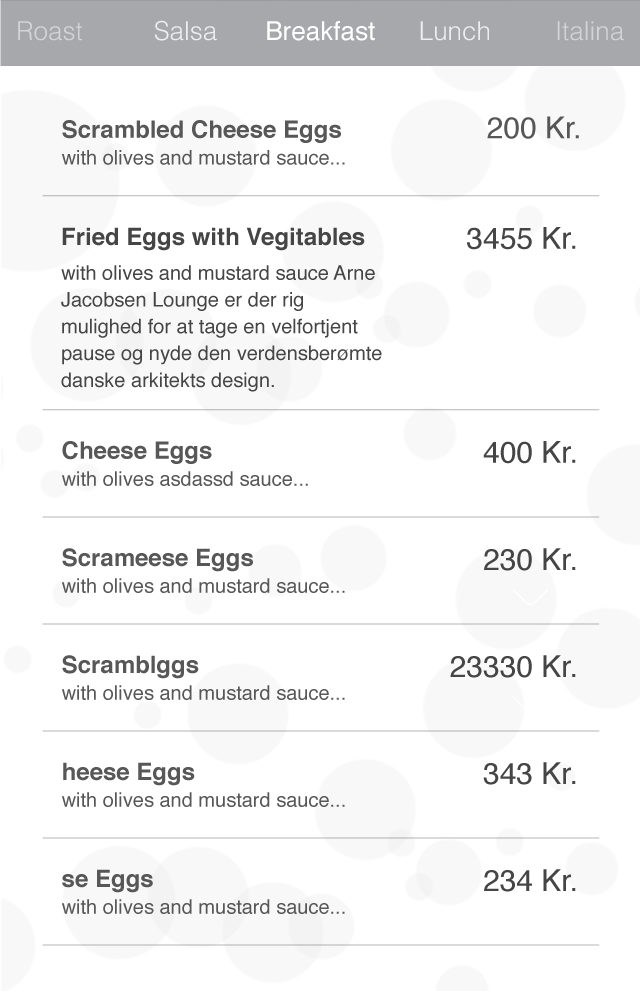 Roast Salsa Breakfast Lunch Italina
Scrambled Cheese Eggs 200 Kr.
with olives and mustard sauce...
Fried Eggs with Vegitables 3455 Kr.
with olives and mustard sauce Arne
Jacobsen Lounge er der rig
mulighed for at tage en velfortjent
pause og nyde den verdensberømte
danske arkitekts design.
Cheese Eggs 400 Kr.
with olives asdassd sauce...
Scrameese Eggs 230 Kr.
with olives and mustard sauce...
Scramblggs 23330 Kr.
with olives and mustard sauce...
heese Eggs 343 Kr.
with olives and mustard sauce...
se Eggs 234 Kr.
with olives and mustard sauce...